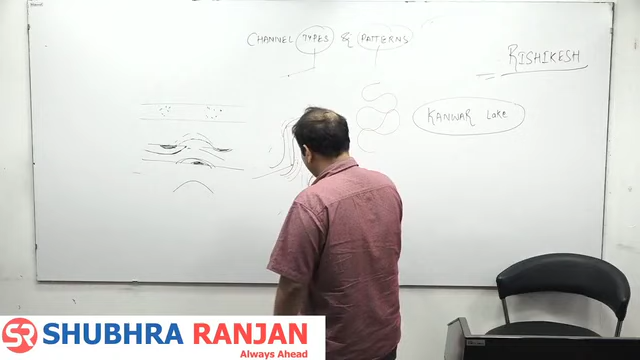 CHANNEL TYPES & PATTERNS
RISHIKESH
KANWAR Lake
SR SHUBHRA RANJAN
Always Ahead